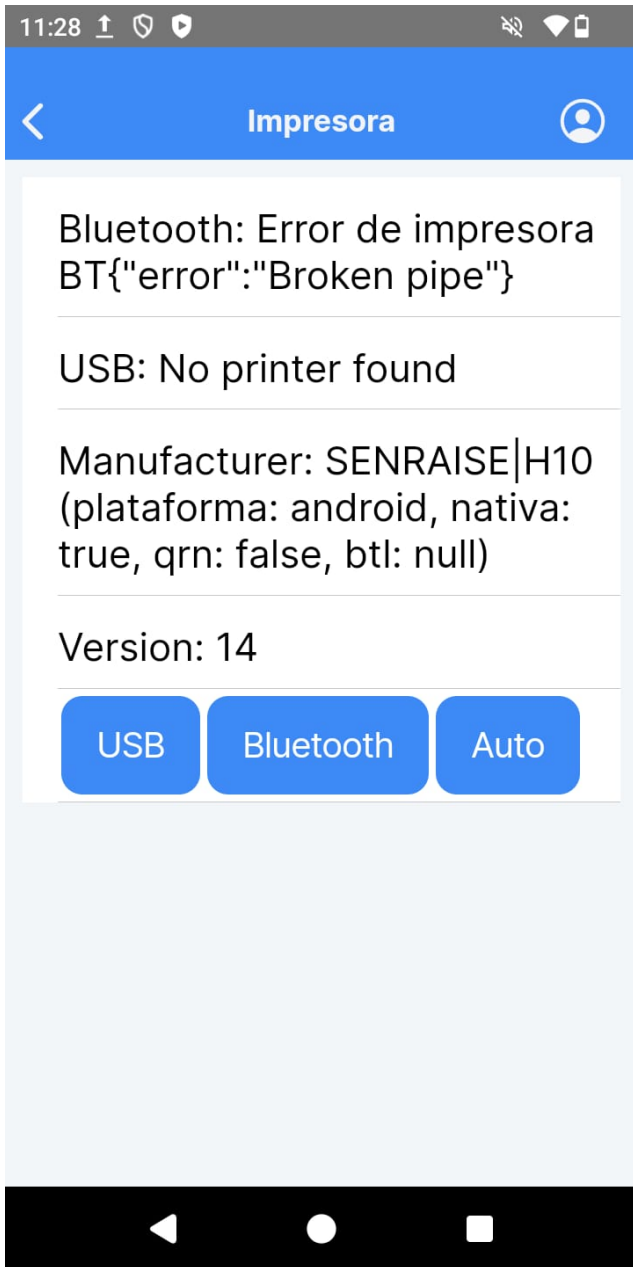 11:28
Impresora
Bluetooth: Error de impresora
BT{"error":"Broken pipe"}
USB: No printer found
Manufacturer: SENRAISE|H10
(plataforma: android, nativa:
true, qrn: false, btl: null)
Version: 14
USB Bluetooth Auto